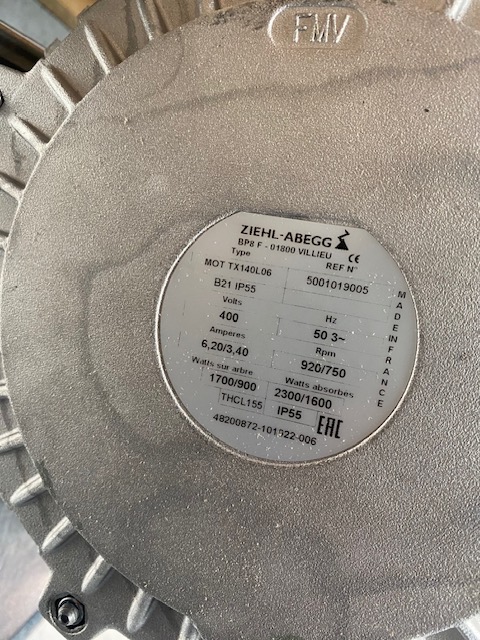 FMV
ZIEHL-ABEGG
BP8 F - 01800 VILLIEU
CE
Type
REF N°
MOT TX140L06
5001019005
B21 IP55
Volts
Hz
400
50 3~
Amperes
Rpm
6,20/3,40
920/750
Watts sur arbre
Watts absorbes
1700/900
2300/1600
THCL155
IP55
EAC
48200872-101622-006
MADE IN FRANCE